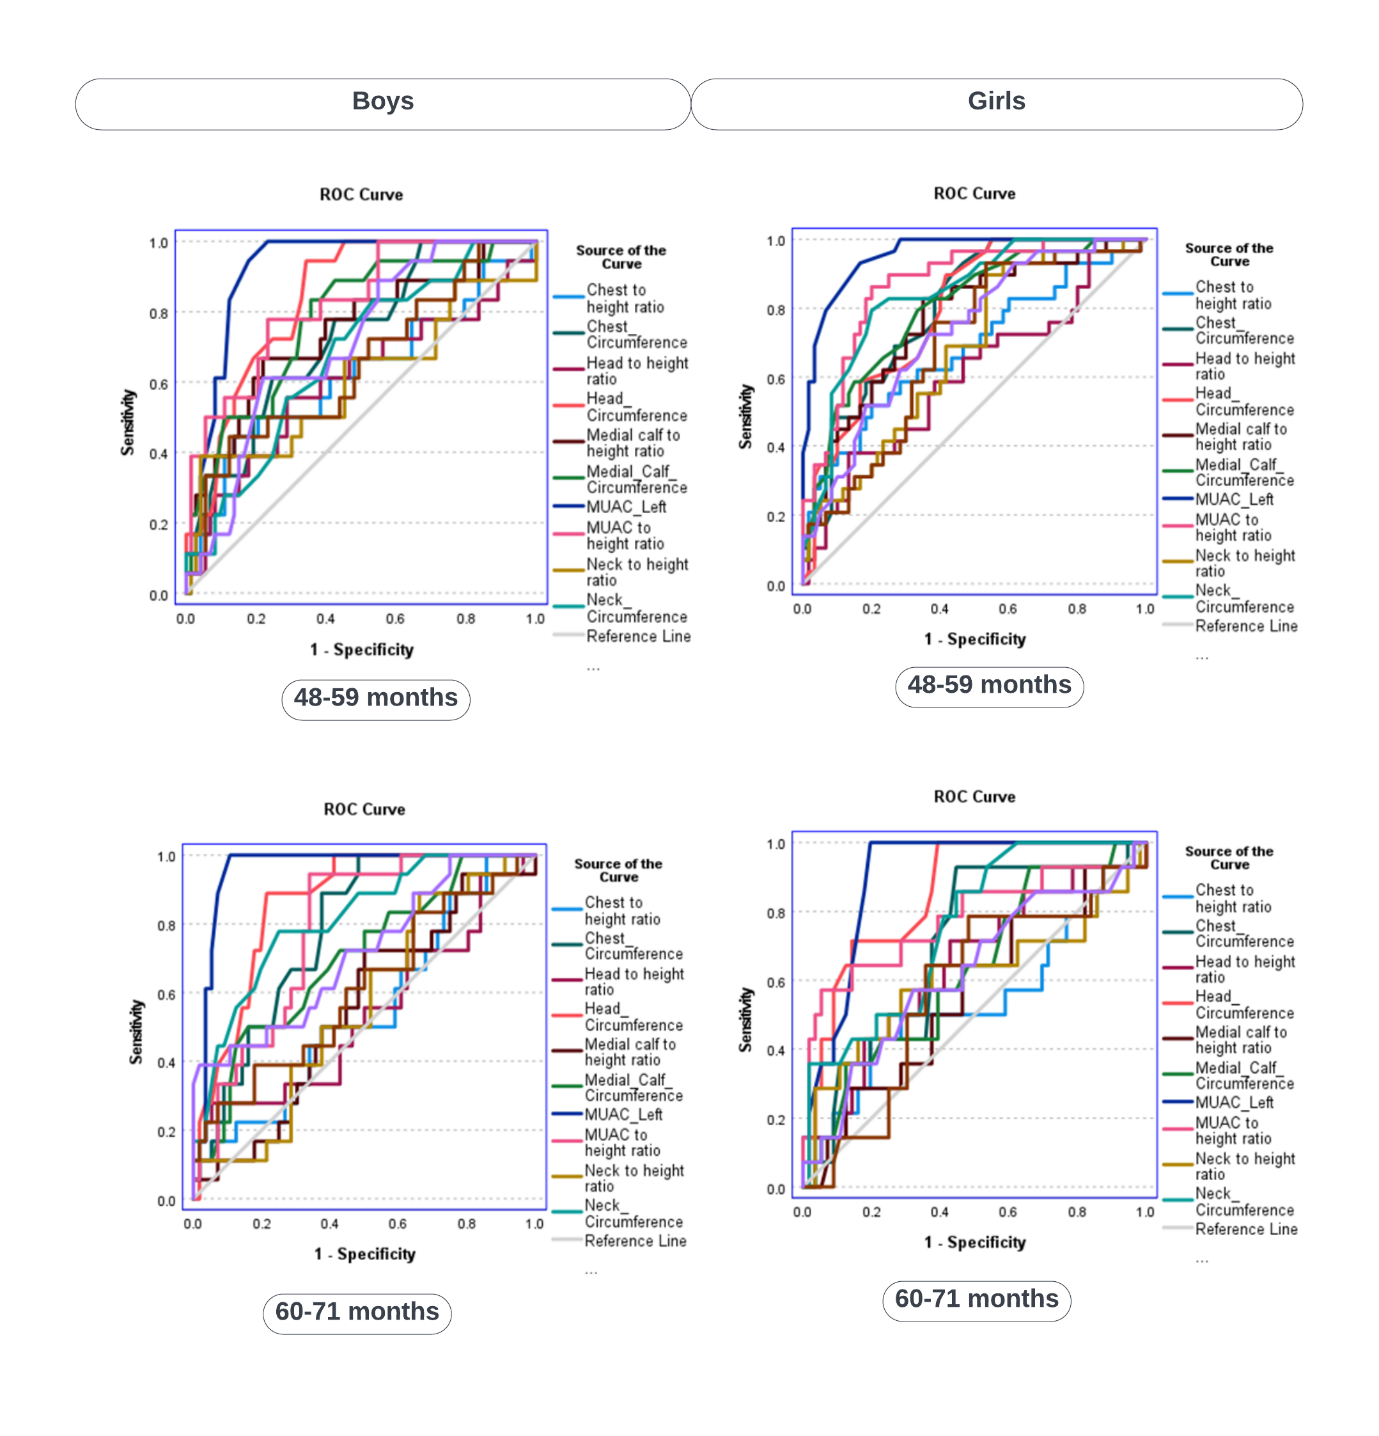 Boys
Girls
ROC Curve
Sensitivity
1.0
0.8
0.6
0.4
0.2
0.0
0.0
0.2
0.4
0.6
0.8
1.0
1 - Specificity
Source of the
Curve
Chest to
height ratio
Chest_
Circumference
Head to height
ratio
Head_
Circumference
Medial calf to
height ratio
Medial_Calf_
Circumference
MUAC_Left
MUAC to
height ratio
Neck to height
ratio
Neck_
Circumference
Reference Line
...
48-59 months
ROC Curve
Sensitivity
1.0
0.8
0.6
0.4
0.2
0.0
0.0
0.2
0.4
0.6
0.8
1.0
1 - Specificity
Source of the
Curve
Chest to
height ratio
Chest_
Circumference
Head to height
ratio
Head_
Circumference
Medial calf to
height ratio
Medial_Calf_
Circumference
MUAC_Left
MUAC to
height ratio
Neck to height
ratio
Neck_
Circumference
Reference Line
...
48-59 months
ROC Curve
Sensitivity
1.0
0.8
0.6
0.4
0.2
0.0
0.0
0.2
0.4
0.6
0.8
1.0
1 - Specificity
Source of the
Curve
Chest to
height ratio
Chest_
Circumference
Head to height
ratio
Head_
Circumference
Medial calf to
height ratio
Medial_Calf_
Circumference
MUAC_Left
MUAC to
height ratio
Neck to height
ratio
Neck_
Circumference
Reference Line
...
60-71 months
ROC Curve
Sensitivity
1.0
0.8
0.6
0.4
0.2
0.0
0.0
0.2
0.4
0.6
0.8
1.0
1 - Specificity
Source of the
Curve
Chest to
height ratio
Chest_
Circumference
Head to height
ratio
Head_
Circumference
Medial calf to
height ratio
Medial_Calf_
Circumference
MUAC_Left
MUAC to
height ratio
Neck to height
ratio
Neck_
Circumference
Reference Line
...
60-71 months